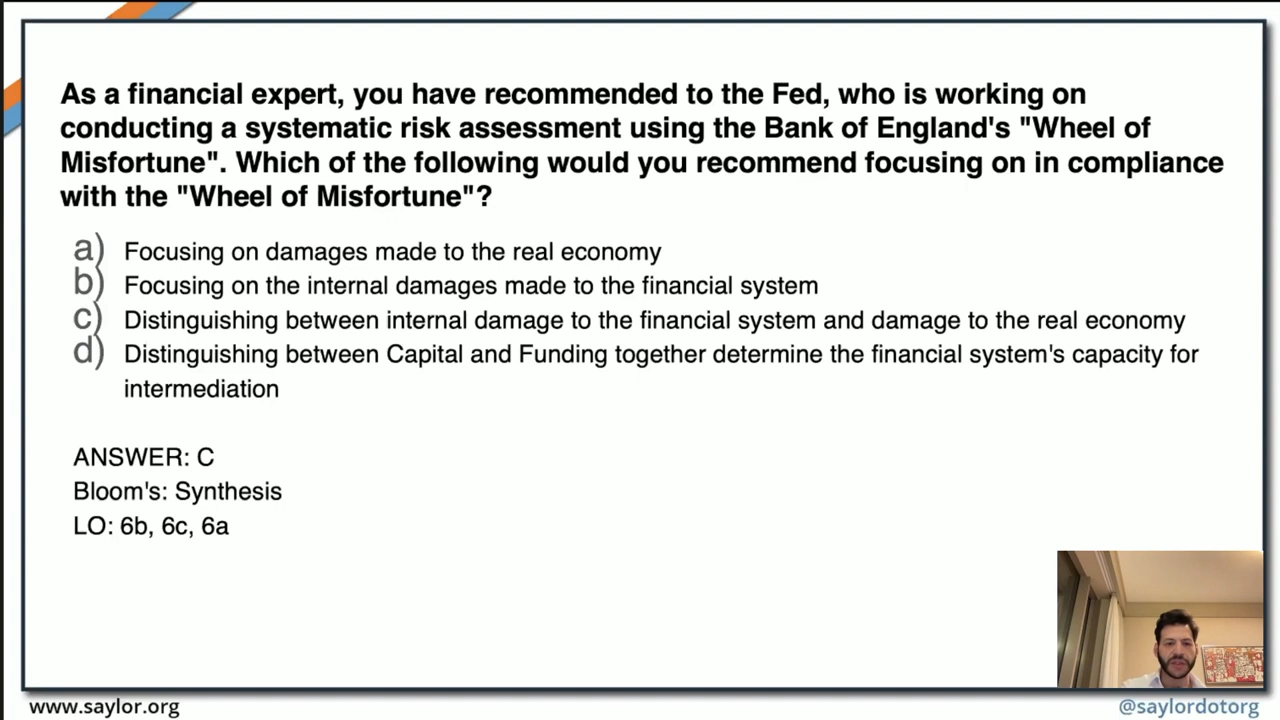 As a financial expert, you have recommended to the Fed, who is working on
conducting a systematic risk assessment using the Bank of England's "Wheel of
Misfortune". Which of the following would you recommend focusing on in compliance
with the "Wheel of Misfortune"?
a) Focusing on damages made to the real economy
b) Focusing on the internal damages made to the financial system
c) Distinguishing between internal damage to the financial system and damage to the real economy
d) Distinguishing between Capital and Funding together determine the financial system's capacity for
intermediation
ANSWER: C
Bloom's: Synthesis
LO: 6b, 6c, 6a
www.saylor.org
@saylordotorg